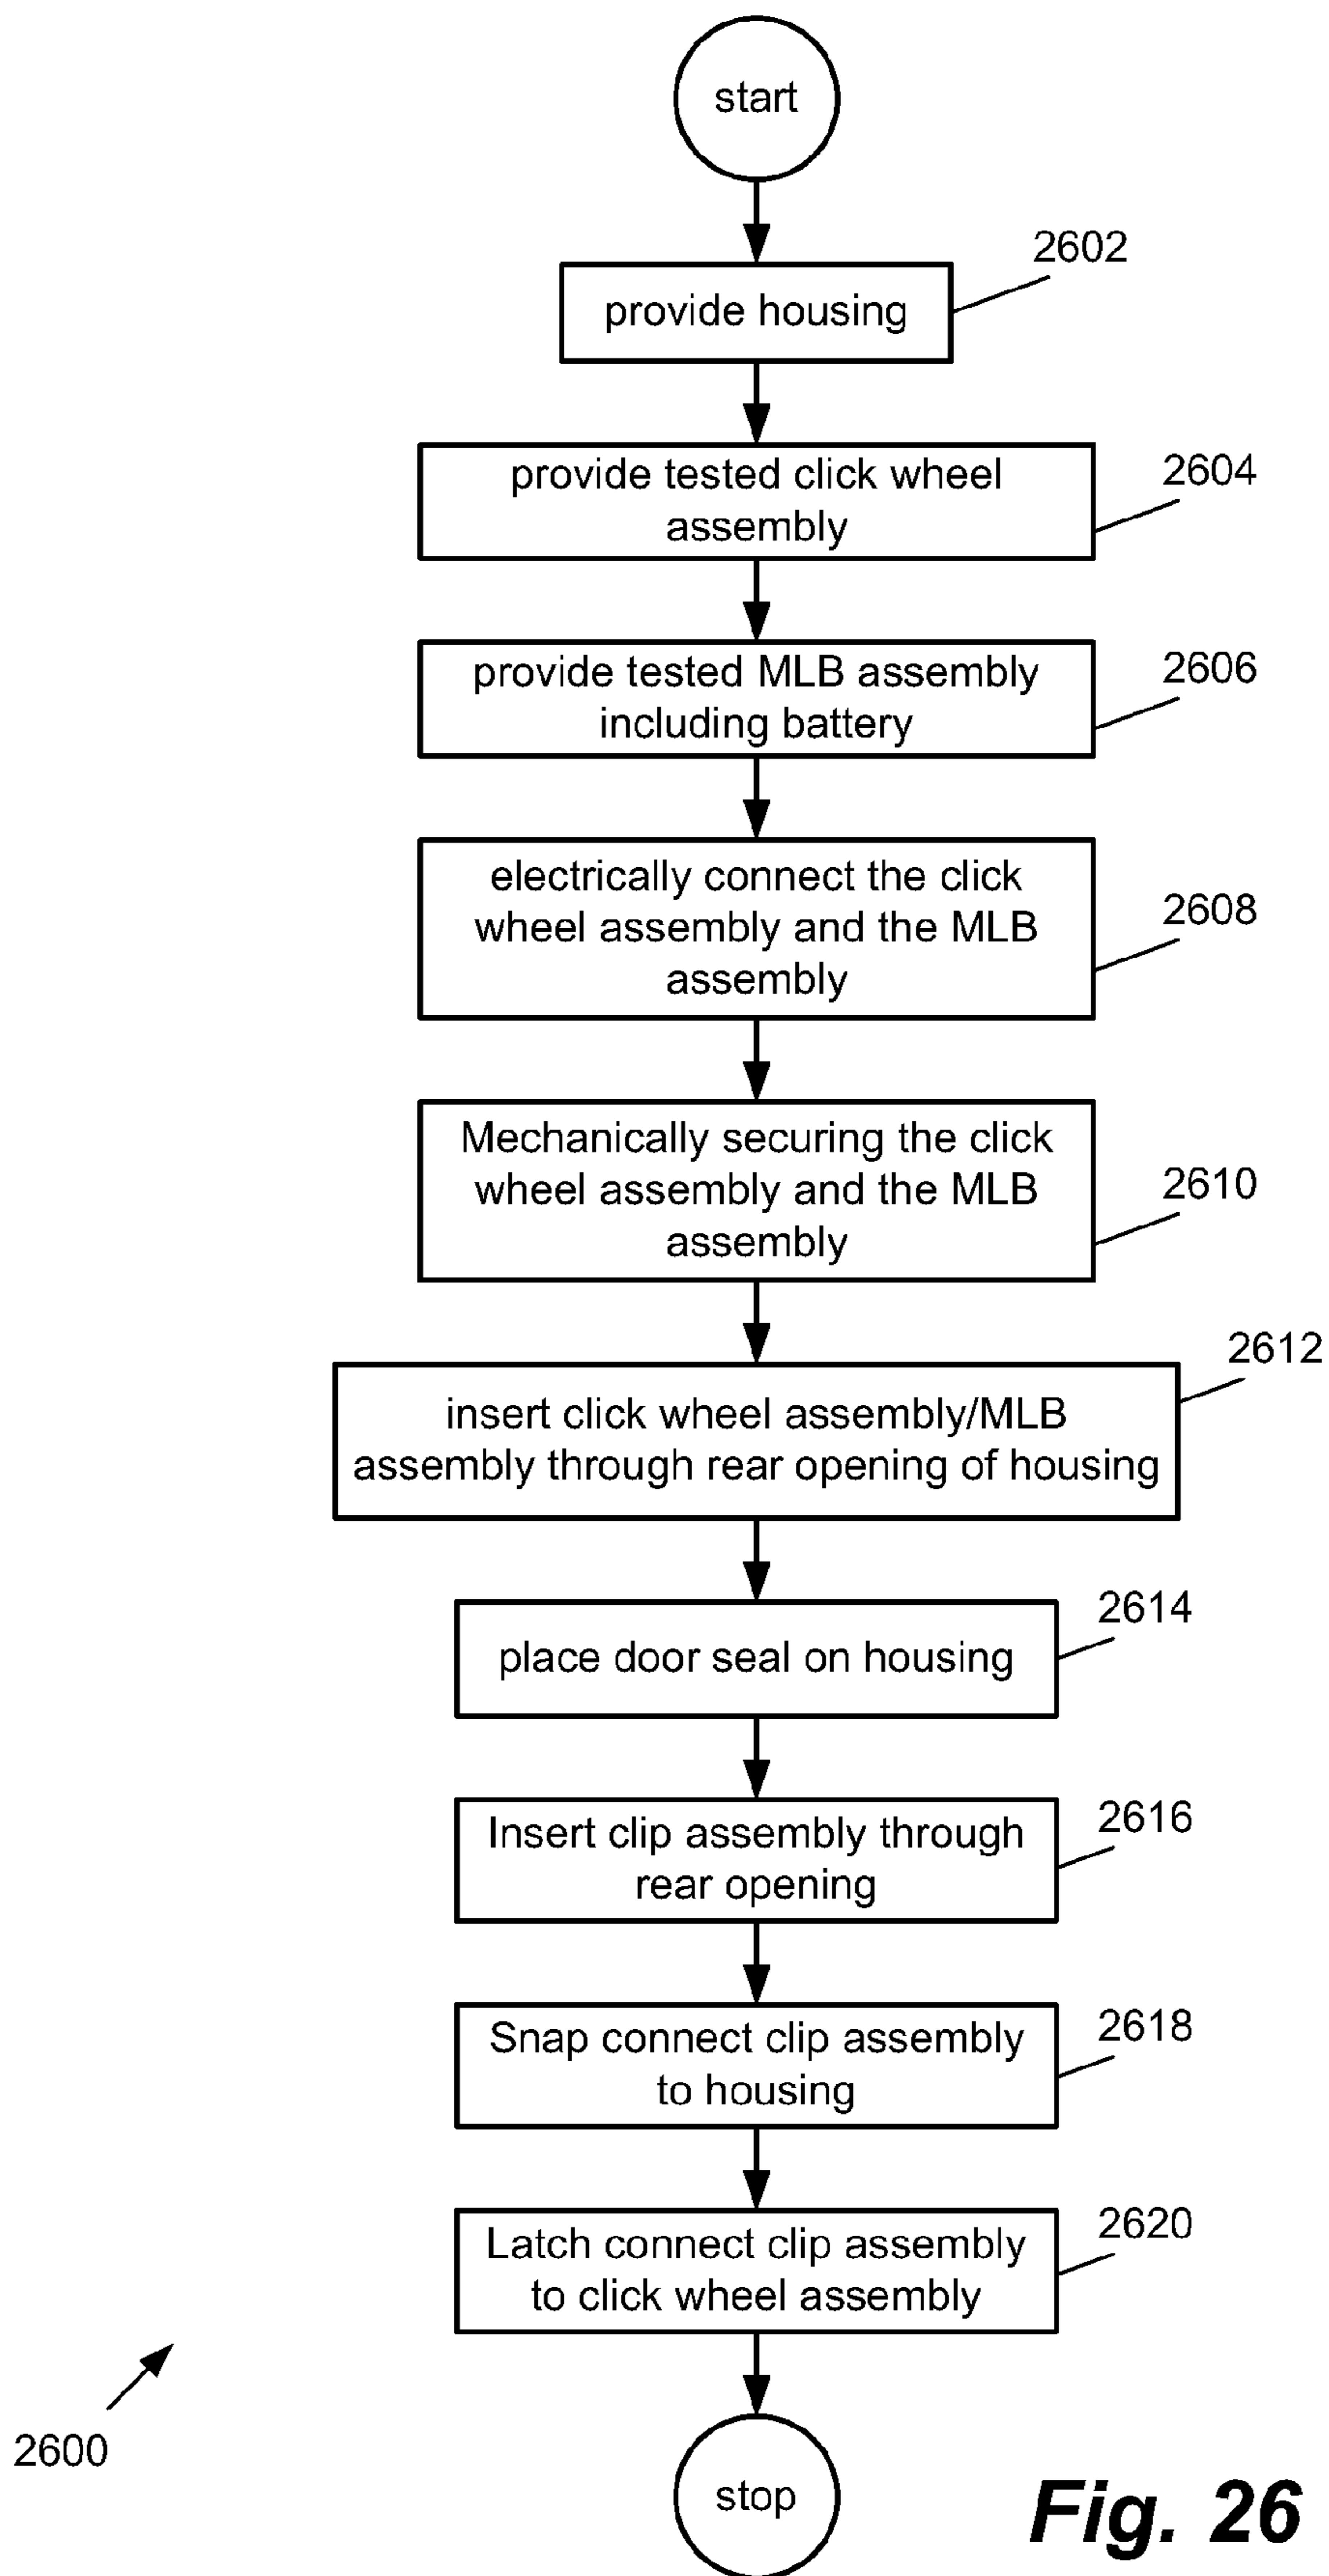 start
2602
provide housing
2604
provide tested click wheel
assembly
2606
provide tested MLB assembly
including battery
2608
electrically connect the click
wheel assembly and the MLB
assembly
2610
Mechanically securing the click
wheel assembly and the MLB
assembly
2612
insert click wheel assembly/MLB
assembly through rear opening of housing
2614
place door seal on housing
2616
Insert clip assembly through
rear opening
2618
Snap connect clip assembly
to housing
2620
Latch connect clip assembly
to click wheel assembly
2600
stop
Fig. 26